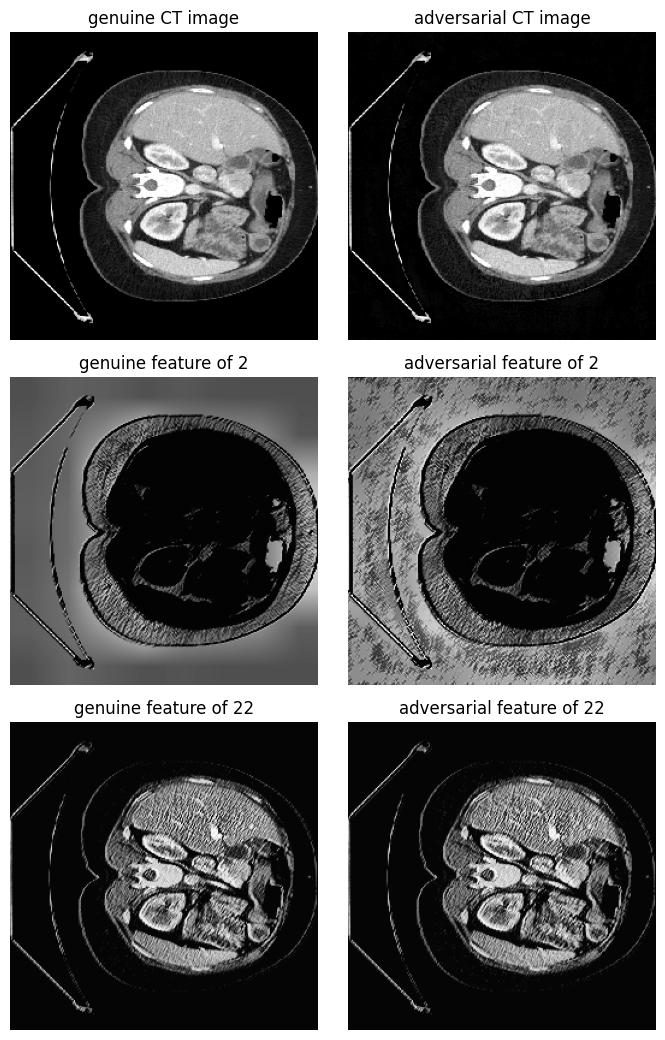 genuine CT image
adversarial CT image
genuine feature of 2
adversarial feature of 2
genuine feature of 22
adversarial feature of 22